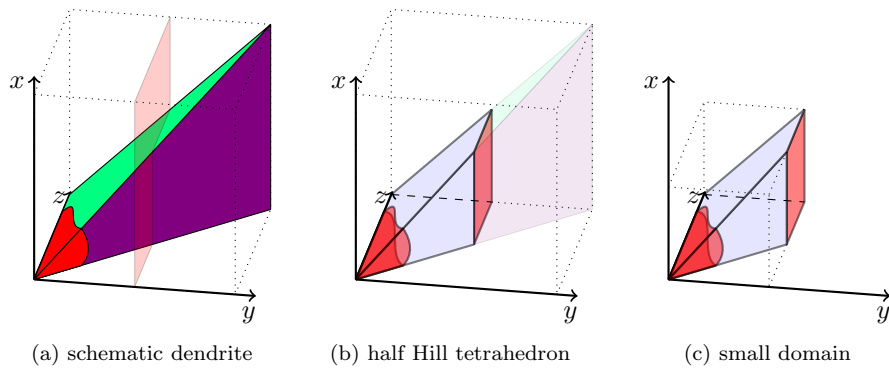 x
z
y
x
z
y
x
z
y
(a) schematic dendrite
(b) half Hill tetrahedron
(c) small domain